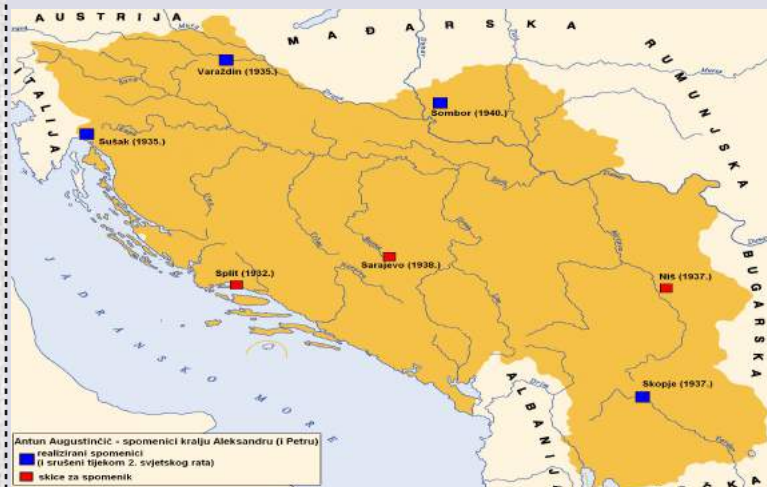 AUSTRIJA
MAĐARSKA
RUMUNJSKA
ITALIJA
Varaždin (1935.)
Sombor (1940.)
Sušak (1935.)
Sarajevo (1938.)
Split (1932.)
Niš (1937.)
BUGARSKA
JADRANSKO MORE
Skopje (1937.)
ALBANIJA
Drim
Antun Augustinčić - spomenici kralju Aleksandru (i Petru)
realizirani spomenici
(i srušeni tijekom 2. svjetskog rata)
skice za spomenik